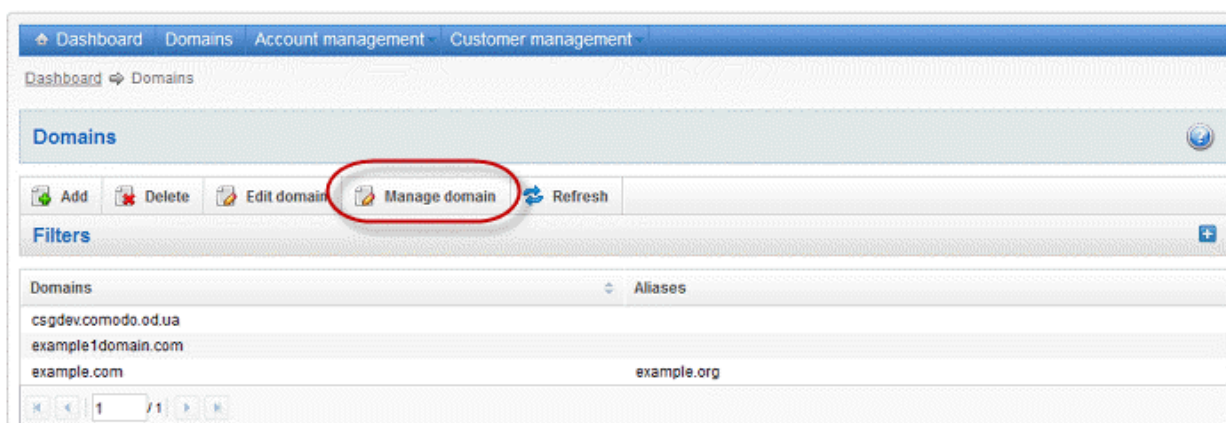 Dashboard Domains Account management Customer management
Dashboard Domains
Domains
Add Delete Edit domain Manage domain Refresh
Filters
Domains Aliases
csgdev.comodo.od.ua
example1domain.com
example.com example.org
1 / 1